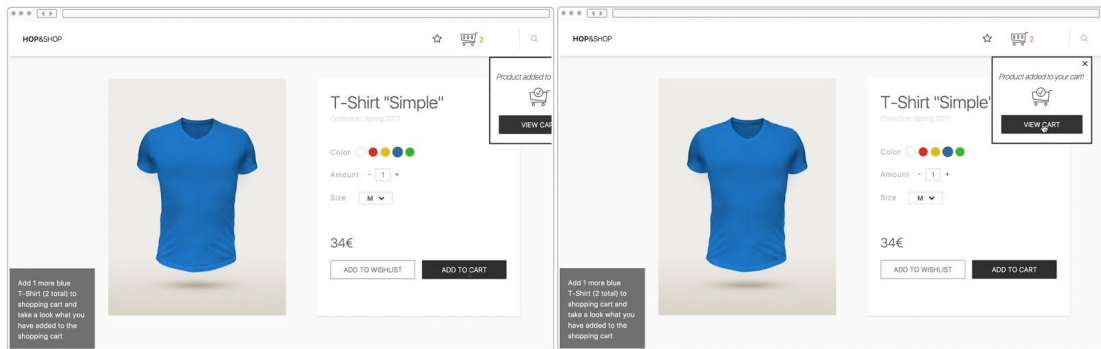 HOP&SHOP
2
Product added to
T-Shirt "Simple"
Collection Spring 2017
VIEW CAR
Color
Amount - 1 +
Size M
34€
ADD TO WISHLIST ADD TO CART
Add 1 more blue
T-Shirt (2 total) to
shopping cart and
take a look what you
have added to the
shopping cart
HOP&SHOP
2
Product added to your cart!
T-Shirt "Simple"
Collection Spring 2017
VIEW CART
Color
Amount - 1 +
Size M
34€
ADD TO WISHLIST ADD TO CART
Add 1 more blue
T-Shirt (2 total) to
shopping cart and
take a look what you
have added to the
shopping cart